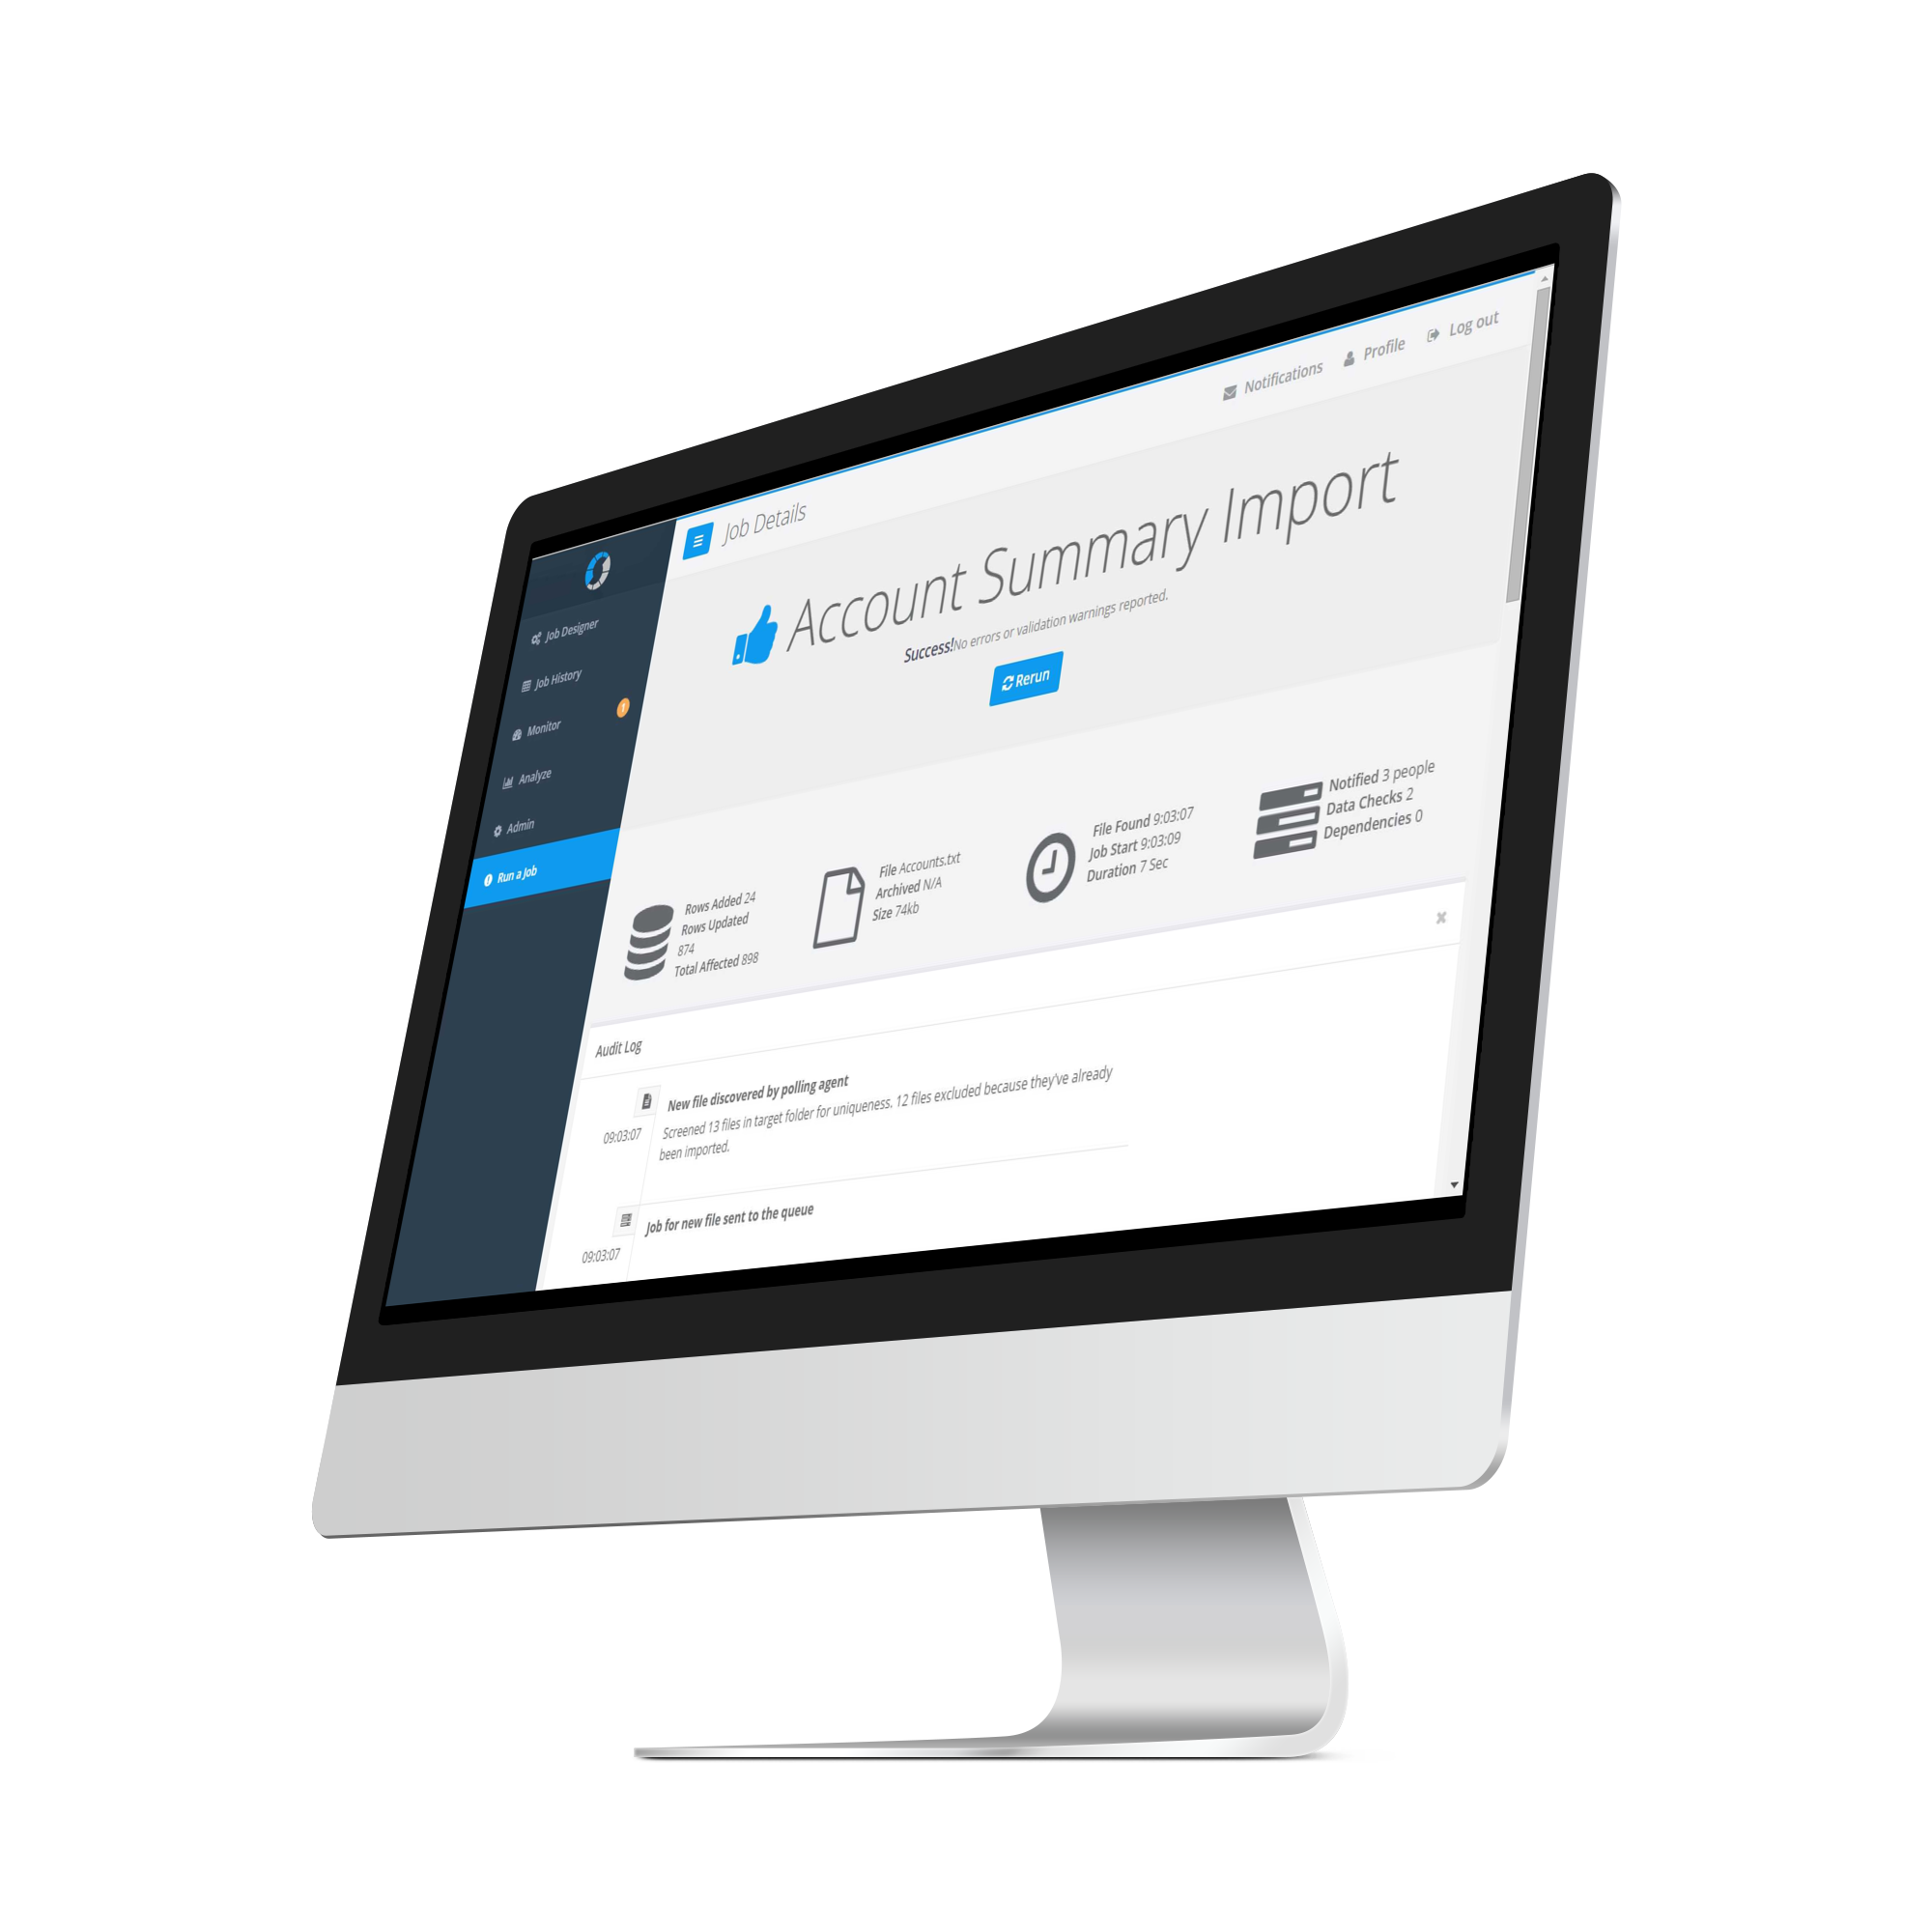 Notifications
Profile
Log out
Job Details
Job Designer
Job History
Monitor
1
Analyze
Admin
Run a Job
Account Summary Import
Success!No errors or validation warnings reported.
Rerun
Rows Added 24
Rows Updated
874
Total Affected 898
File Accounts.txt
Archived N/A
Size 74kb
File Found 9:03:07
Job Start 9:03:09
Duration 7 Sec
Notified 3 people
Data Checks 2
Dependencies 0
Audit Log
09:03:07
New file discovered by polling agent
Screened 13 files in target folder for uniqueness. 12 files excluded because they've already
been imported.
09:03:07
Job for new file sent to the queue